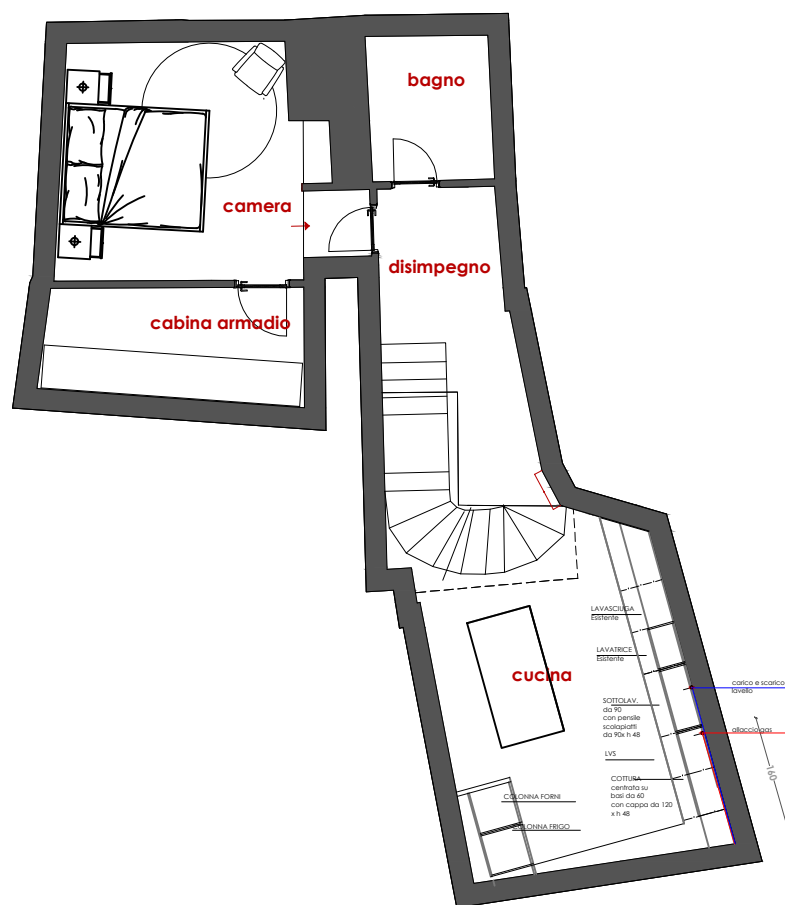 bagno
camera
disimpegno
cabina armadio
LAVASCIUGA
Esistente
LAVATRICE
Esistente
cucina
carico e scarico
lavello
SOTTOLAV.
da 90
con pensile
scolapiatti
da 90x h 48
allaccio gas
LVS
160
COTTURA
centrata su
basi da 60
con cappa da 120
x h 48
COLONNA FORNI
COLONNA FRIGO